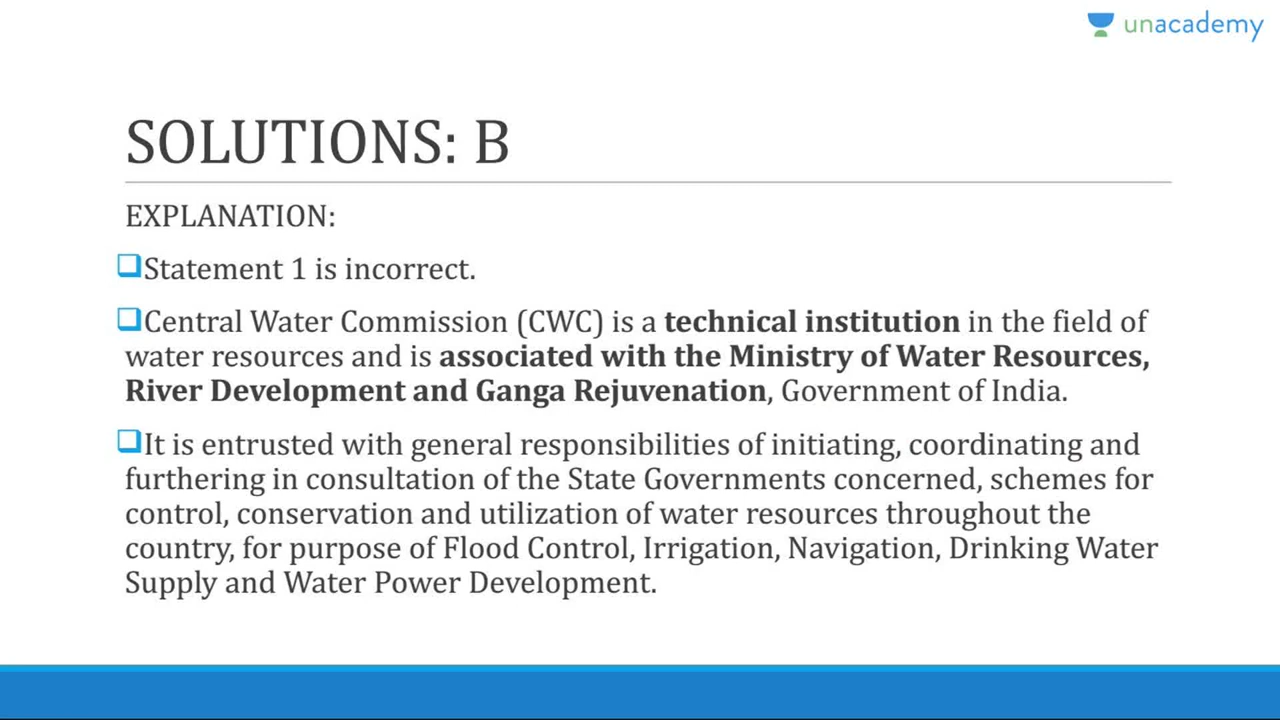 unacademy
SOLUTIONS: B
EXPLANATION:
Statement 1 is incorrect.
Central Water Commission (CWC) is a technical institution in the field of
water resources and is associated with the Ministry of Water Resources,
River Development and Ganga Rejuvenation, Government of India.
It is entrusted with general responsibilities of initiating, coordinating and
furthering in consultation of the State Governments concerned, schemes for
control, conservation and utilization of water resources throughout the
country, for purpose of Flood Control, Irrigation, Navigation, Drinking Water
Supply and Water Power Development.